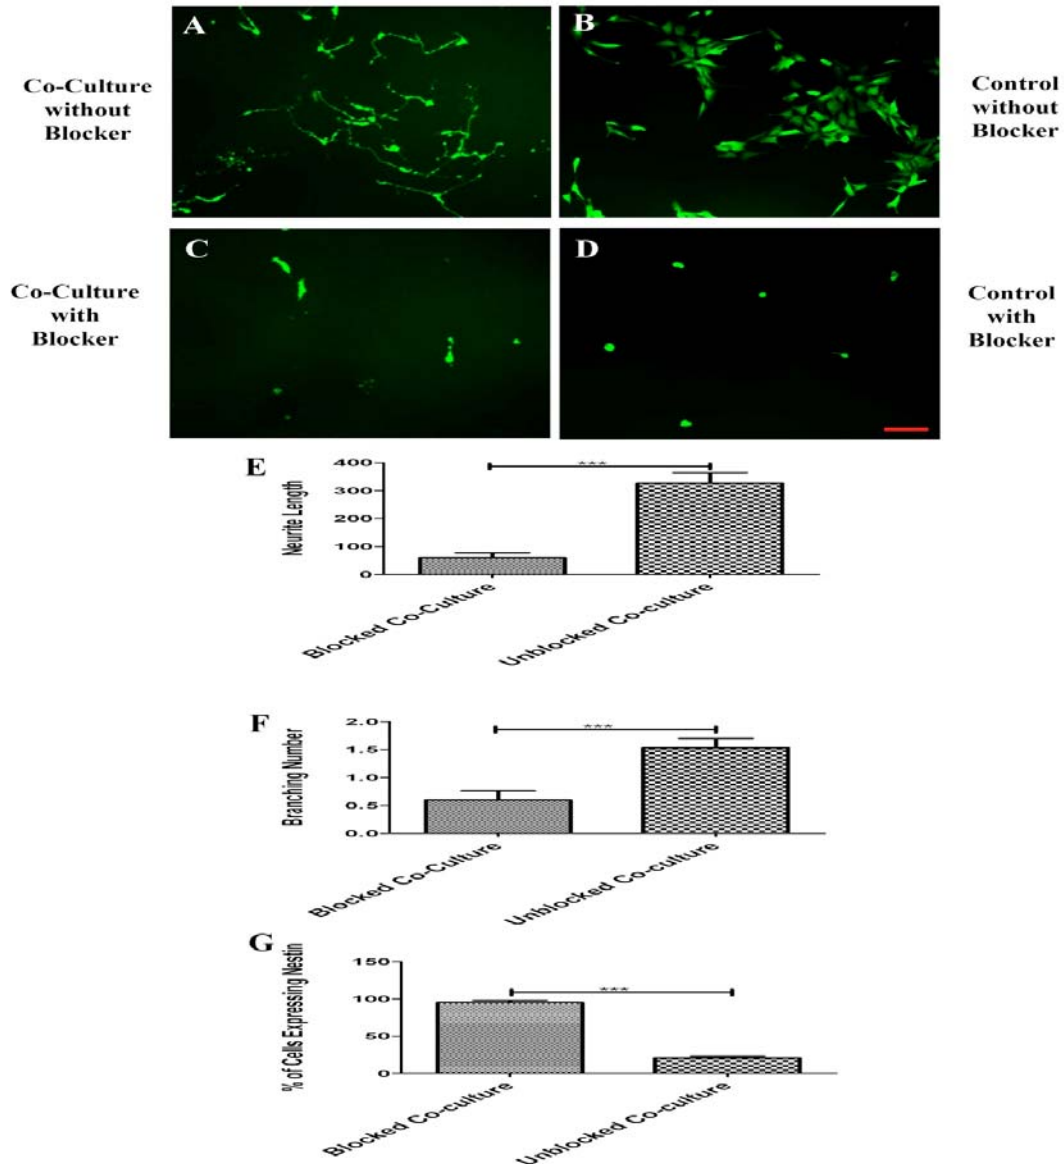 A
B
Co-Culture
without
Blocker
Control
without
Blocker
C
D
Co-Culture
with
Blocker
Control
with
Blocker
E
Neurite Length
400
300
200
100
0
***
Blocked Co-Culture
Unblocked Co-culture
F
Branching Number
2.0
1.5
1.0
0.5
0.0
***
Blocked Co-Culture
Unblocked Co-culture
G
% of Cells Expressing Nestin
150
100
50
0
***
Blocked Co-culture
Unblocked Co-culture